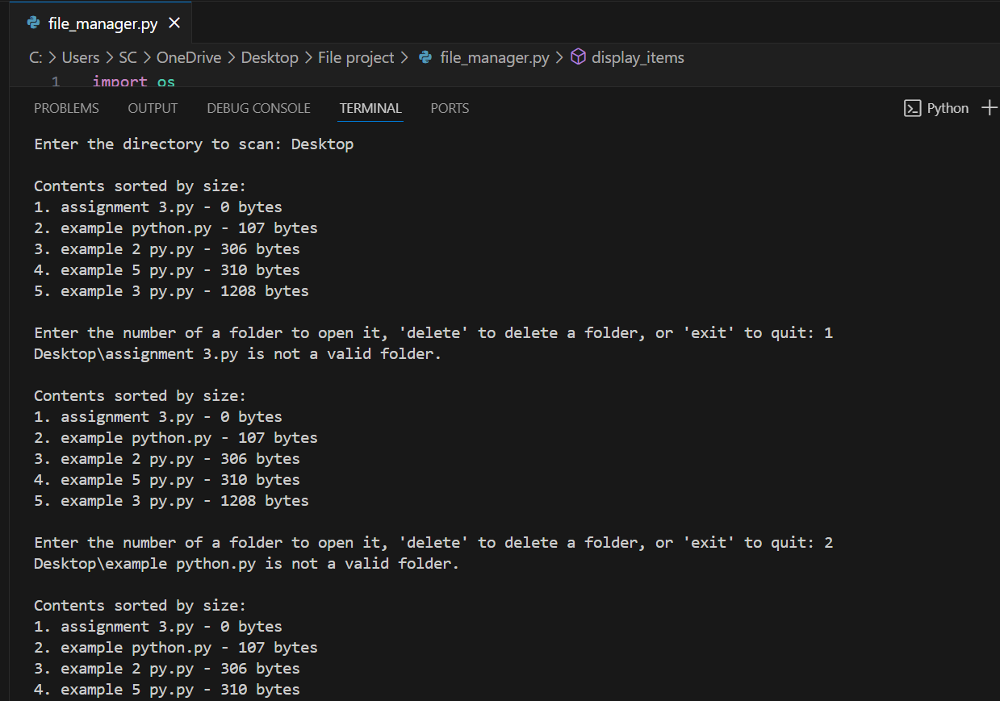 file_manager.py
C: > Users > SC > OneDrive > Desktop > File project > file_manager.py > display_items
1 import os
PROBLEMS OUTPUT DEBUG CONSOLE TERMINAL PORTS Python
Enter the directory to scan: Desktop
Contents sorted by size:
1. assignment 3.py - 0 bytes
2. example python.py - 107 bytes
3. example 2 py.py - 306 bytes
4. example 5 py.py - 310 bytes
5. example 3 py.py - 1208 bytes
Enter the number of a folder to open it, 'delete' to delete a folder, or 'exit' to quit: 1
Desktop\assignment 3.py is not a valid folder.
Contents sorted by size:
1. assignment 3.py - 0 bytes
2. example python.py - 107 bytes
3. example 2 py.py - 306 bytes
4. example 5 py.py - 310 bytes
5. example 3 py.py - 1208 bytes
Enter the number of a folder to open it, 'delete' to delete a folder, or 'exit' to quit: 2
Desktop\example python.py is not a valid folder.
Contents sorted by size:
1. assignment 3.py - 0 bytes
2. example python.py - 107 bytes
3. example 2 py.py - 306 bytes
4. example 5 py.py - 310 bytes